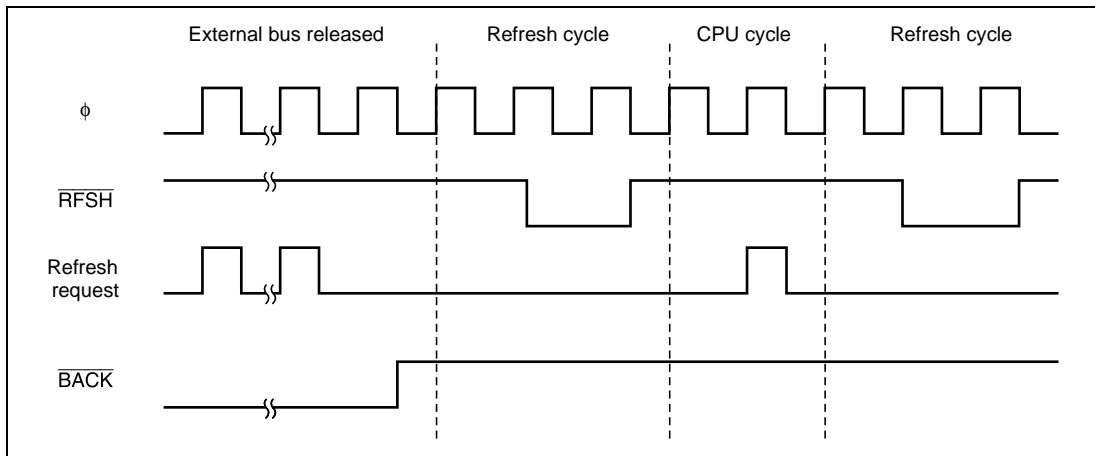 External bus released
Refresh cycle
CPU cycle
Refresh cycle
ϕ
RFSH
Refresh
request
BACK